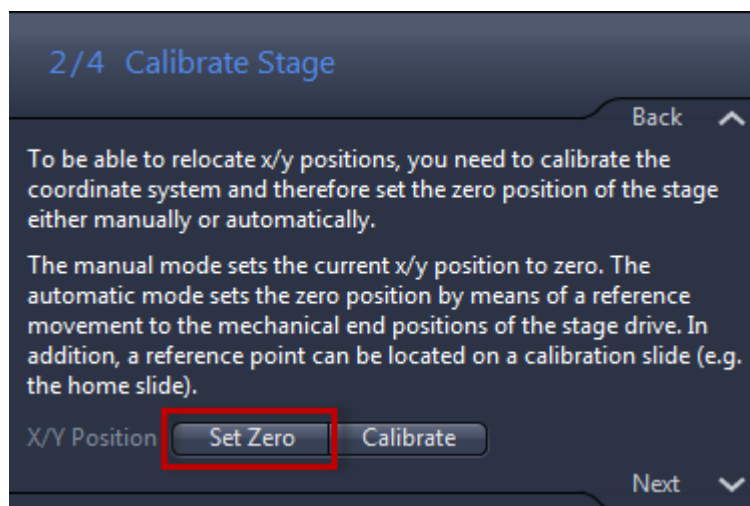 2/4 Calibrate Stage
Back
To be able to relocate x/y positions, you need to calibrate the
coordinate system and therefore set the zero position of the stage
either manually or automatically.
The manual mode sets the current x/y position to zero. The
automatic mode sets the zero position by means of a reference
movement to the mechanical end positions of the stage drive. In
addition, a reference point can be located on a calibration slide (e.g.
the home slide).
X/Y Position Set Zero Calibrate
Next